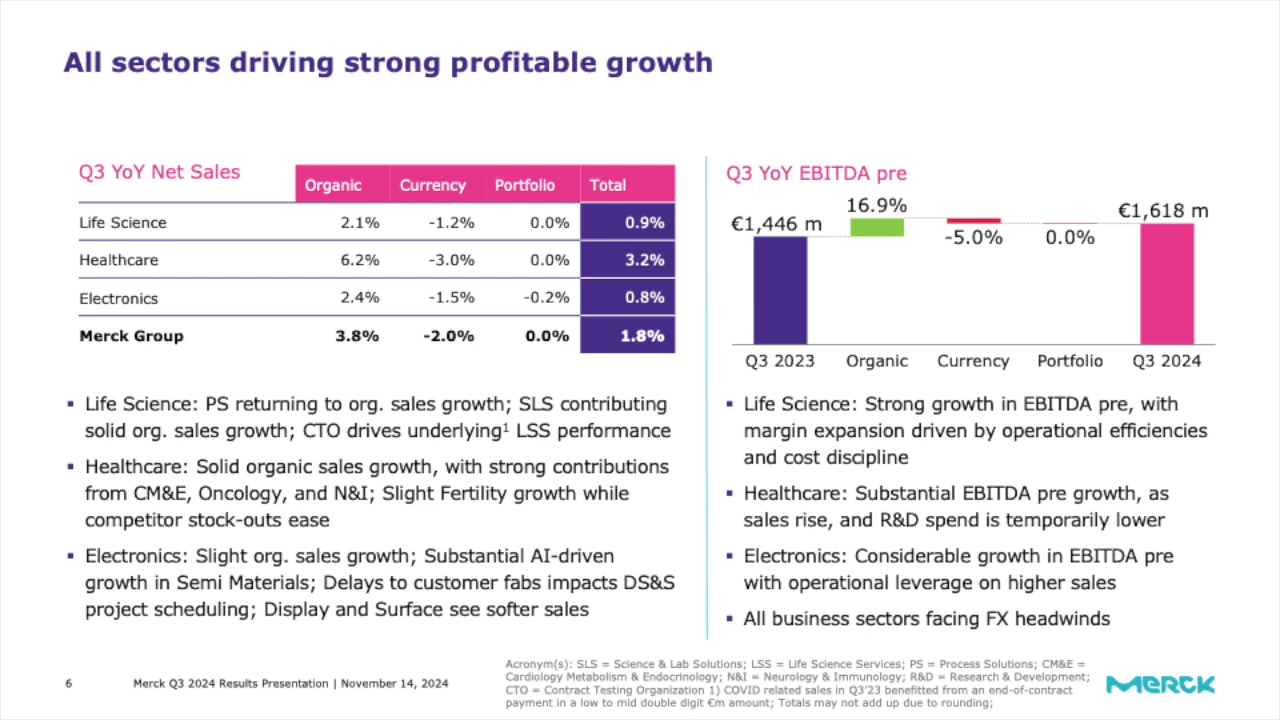 All sectors driving strong profitable growth
Q3 YoY Net Sales
Organic Currency Portfolio Total
Life Science 2.1% -1.2% 0.0% 0.9%
Healthcare 6.2% -3.0% 0.0% 3.2%
Electronics 2.4% -1.5% -0.2% 0.8%
Merck Group 3.8% -2.0% 0.0% 1.8%
▪ Life Science: PS returning to org. sales growth; SLS contributing
solid org. sales growth; CTO drives underlying¹ LSS performance
▪ Healthcare: Solid organic sales growth, with strong contributions
from CM&E, Oncology, and N&I; Slight Fertility growth while
competitor stock-outs ease
▪ Electronics: Slight org. sales growth; Substantial AI-driven
growth in Semi Materials; Delays to customer fabs impacts DS&S
project scheduling; Display and Surface see softer sales
Q3 YoY EBITDA pre
€1,446 m
16.9%
-5.0%
0.0%
€1,618 m
Q3 2023 Organic Currency Portfolio Q3 2024
▪ Life Science: Strong growth in EBITDA pre, with
margin expansion driven by operational efficiencies
and cost discipline
▪ Healthcare: Substantial EBITDA pre growth, as
sales rise, and R&D spend is temporarily lower
▪ Electronics: Considerable growth in EBITDA pre
with operational leverage on higher sales
▪ All business sectors facing FX headwinds
6
Merck Q3 2024 Results Presentation | November 14, 2024
Acronym(s): SLS = Science & Lab Solutions; LSS = Life Science Services; PS = Process Solutions; CM&E =
Cardiology Metabolism & Endocrinology; N&I = Neurology & Immunology; R&D = Research & Development;
CTO = Contract Testing Organization 1) COVID related sales in Q3'23 benefitted from an end-of-contract
payment in a low to mid double digit €m amount; Totals may not add up due to rounding;
MERCK